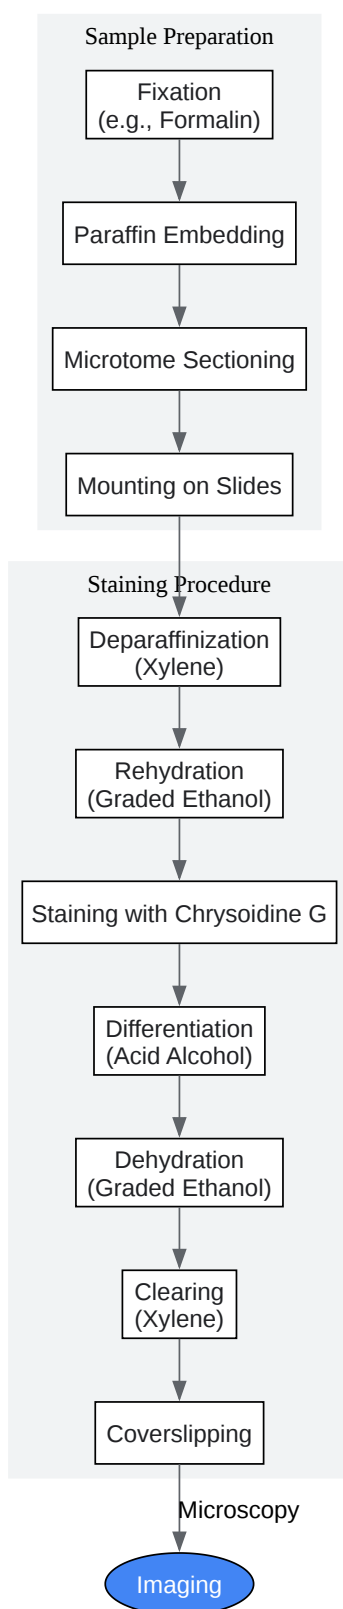 Sample Preparation
Fixation
(e.g., Formalin)
Paraffin Embedding
Microtome Sectioning
Mounting on Slides
Staining Procedure
Deparaffinization
(Xylene)
Rehydration
(Graded Ethanol)
Staining with Chrysoidine G
Differentiation
(Acid Alcohol)
Dehydration
(Graded Ethanol)
Clearing
(Xylene)
Coverslipping
Microscopy
Imaging